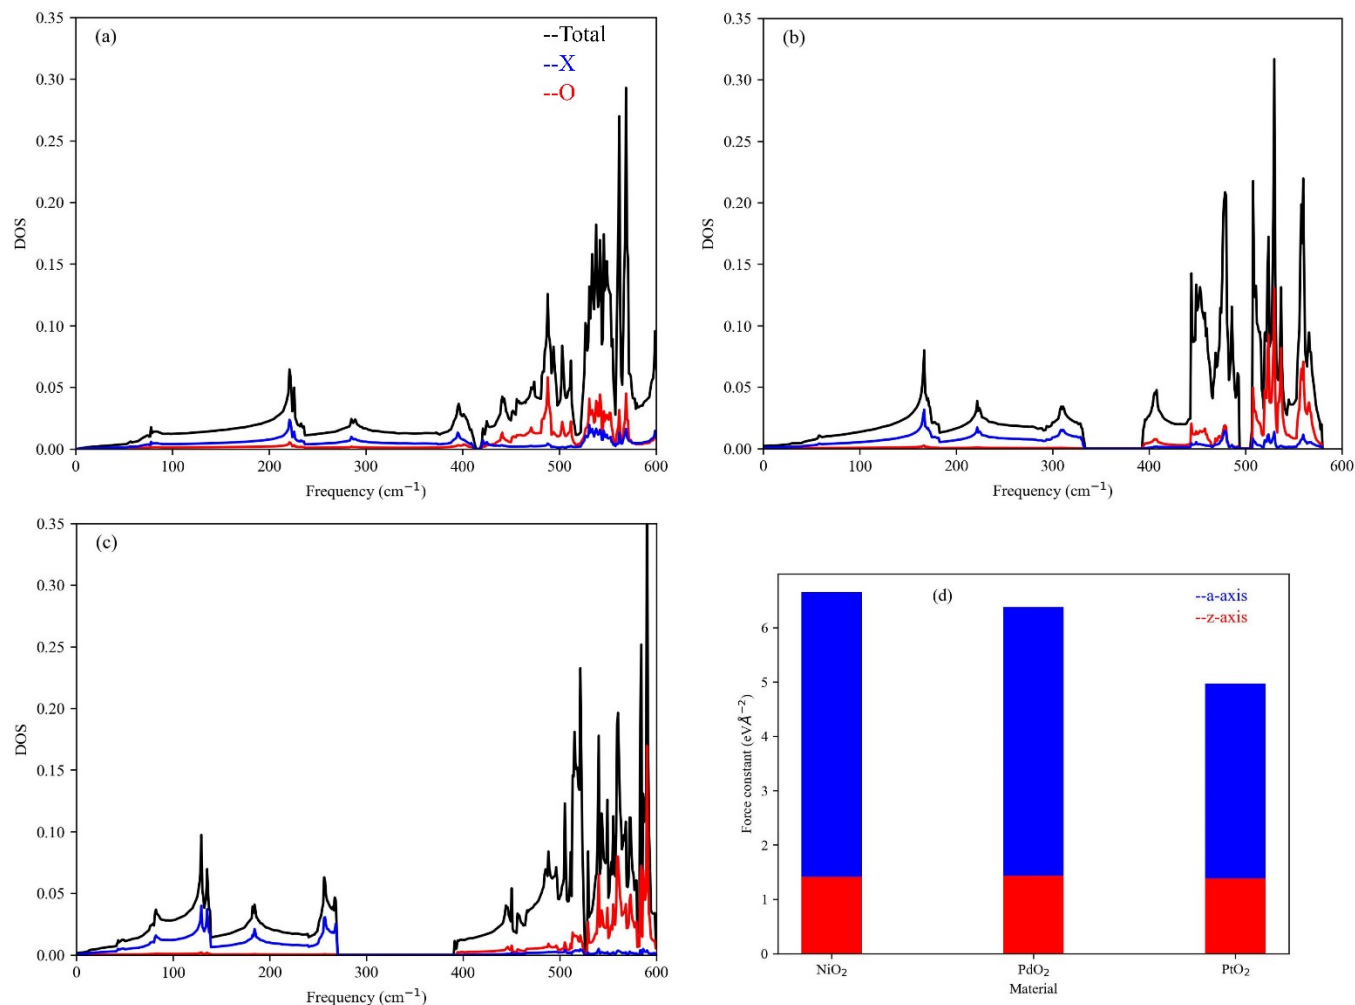 (a)
--Total
--X
--O
0.35
0.30
0.25
0.20
0.15
0.10
0.05
0.00
DOS
0 100 200 300 400 500 600
Frequency (cm⁻¹)
(b)
0.35
0.30
0.25
0.20
0.15
0.10
0.05
0.00
DOS
0 100 200 300 400 500 600
Frequency (cm⁻¹)
(c)
0.35
0.30
0.25
0.20
0.15
0.10
0.05
0.00
DOS
0 100 200 300 400 500 600
Frequency (cm⁻¹)
(d)
--a-axis
--z-axis
6
5
4
3
2
1
0
Force constant (eVÅ⁻²)
NiO₂ PdO₂ PtO₂
Material